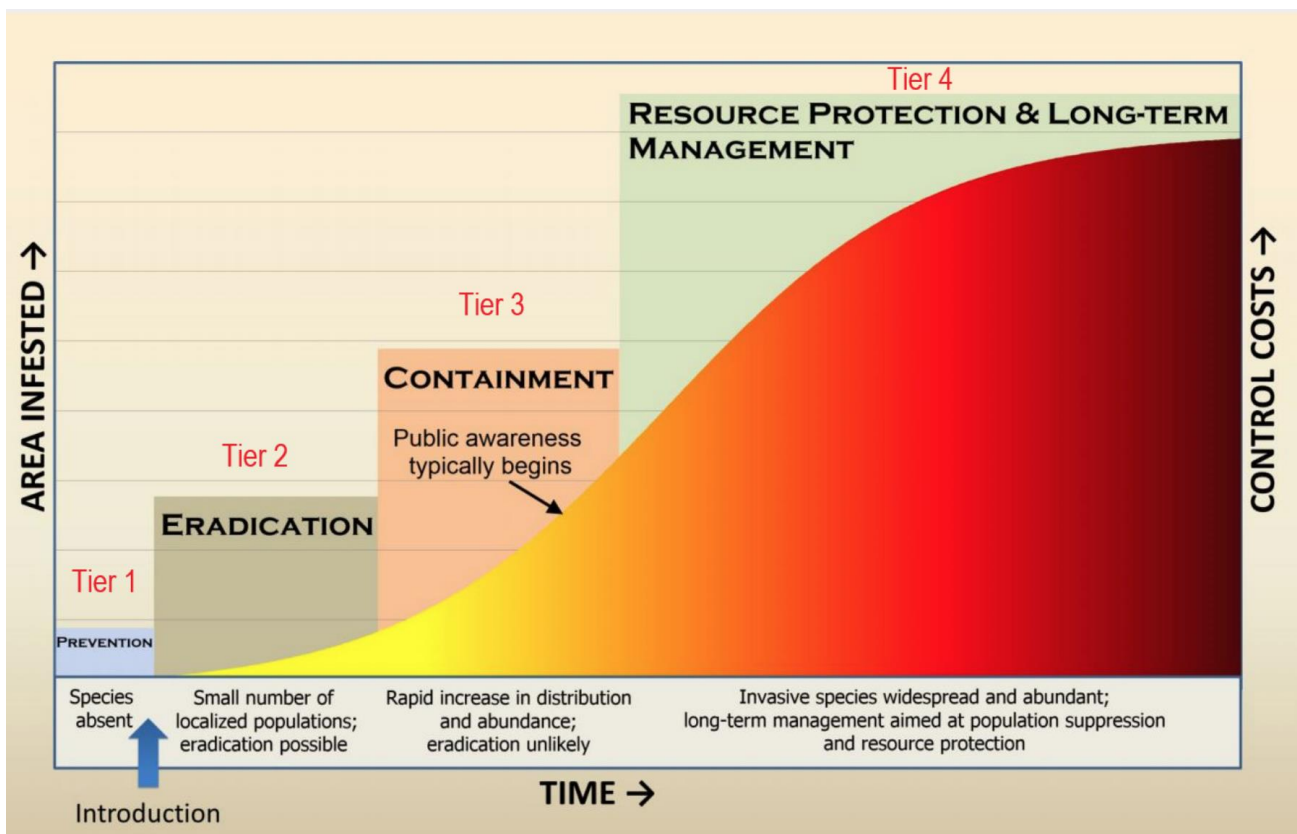 Tier 4
RESOURCE PROTECTION & LONG-TERM
MANAGEMENT
Tier 3
CONTAINMENT
Public awareness
typically begins
Tier 2
ERADICATION
Tier 1
PREVENTION
AREA INFESTED →
CONTROL COSTS →
Species
absent
Small number of
localized populations;
eradication possible
Rapid increase in distribution
and abundance;
eradication unlikely
Invasive species widespread and abundant;
long-term management aimed at population suppression
and resource protection
TIME →
Introduction